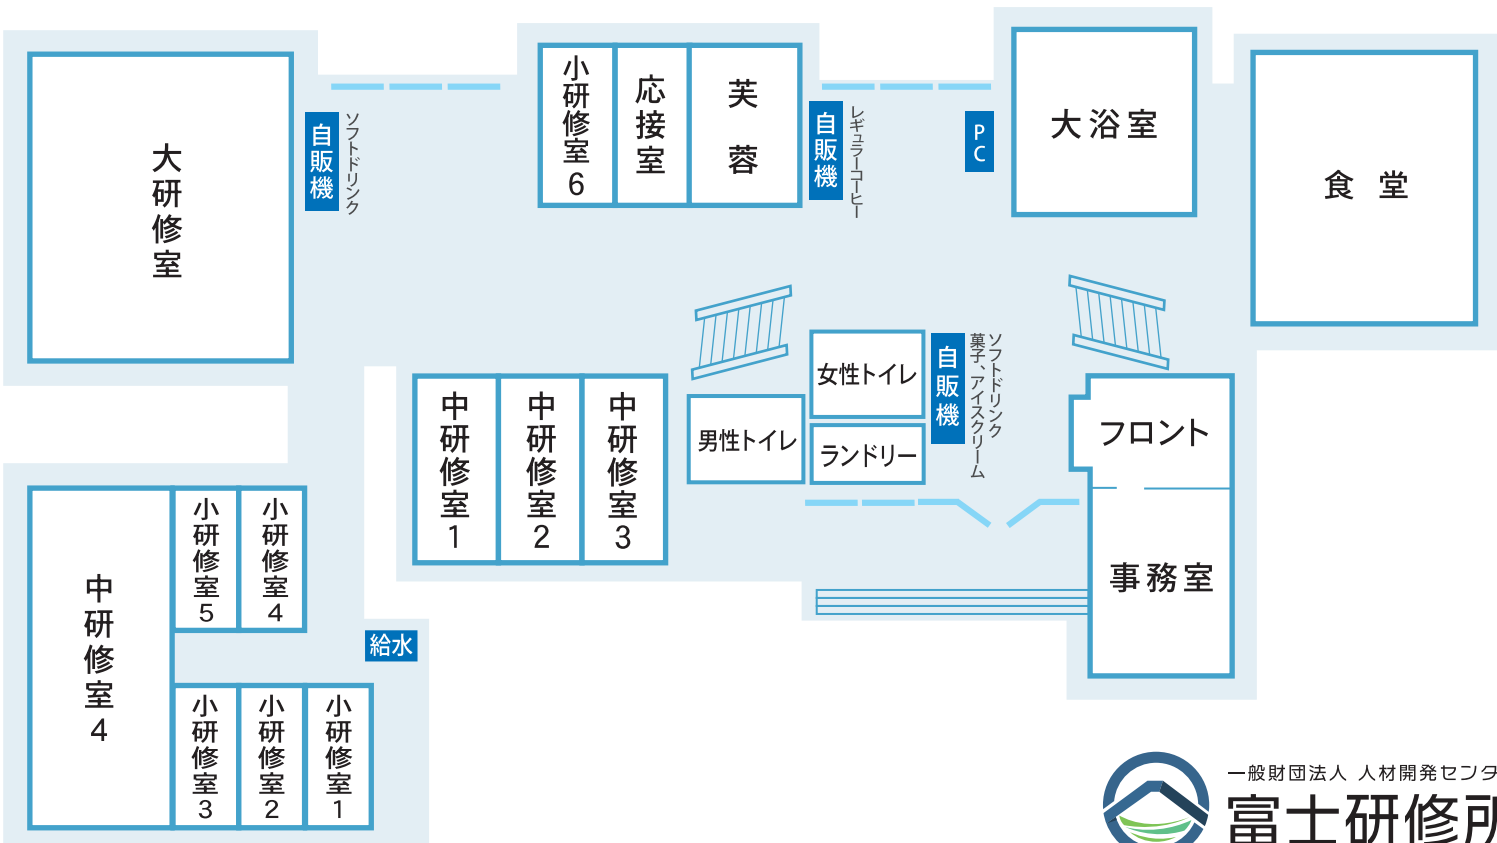 大研修室
自販機
ソフトドリンク
小研修室6
応接室
芙蓉
自販機
レギュラーコーヒー
PC
大浴室
食堂
中研修室1
中研修室2
中研修室3
男性トイレ
女性トイレ
ランドリー
自販機
ソフトドリンク
菓子、アイスクリーム
フロント
事務室
中研修室4
小研修室5
小研修室4
給水
小研修室3
小研修室2
小研修室1
一般財団法人 人材開発センタ
富士研修所